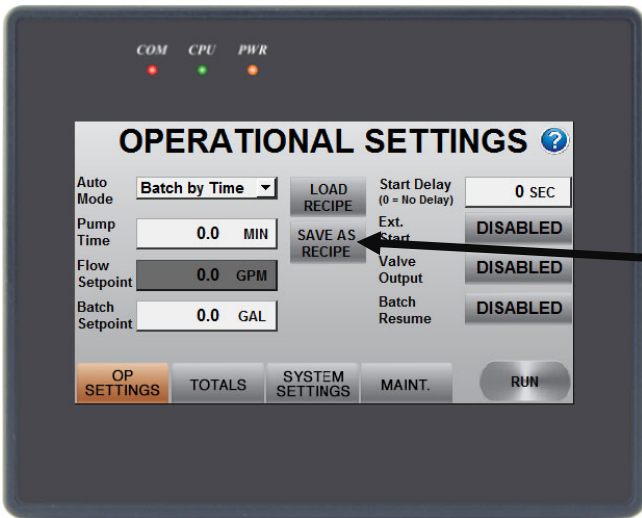 COM CPU PWR
OPERATIONAL SETTINGS ?
Auto
Mode
Batch by Time
LOAD
RECIPE
Start Delay
(0 = No Delay)
0 SEC
Pump
Time
0.0 MIN
SAVE AS
RECIPE
Ext.
Start
DISABLED
Flow
Setpoint
0.0 GPM
Valve
Output
DISABLED
Batch
Setpoint
0.0 GAL
Batch
Resume
DISABLED
OP
SETTINGS
TOTALS
SYSTEM
SETTINGS
MAINT.
RUN